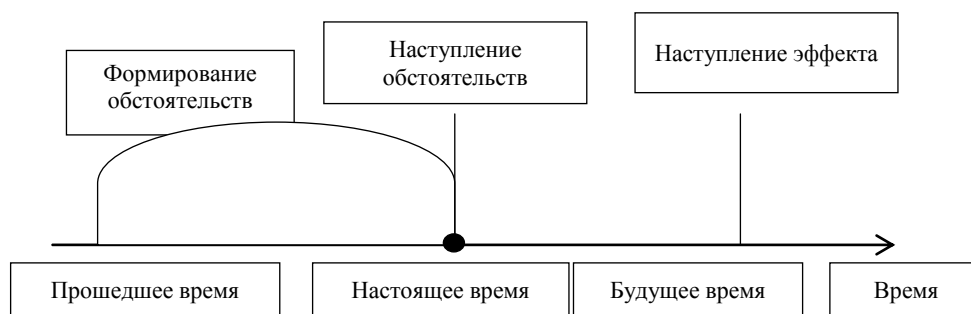 Формирование
обстоятельств
Наступление
обстоятельств
Наступление эффекта
Прошедшее время
Настоящее время
Будущее время
Время